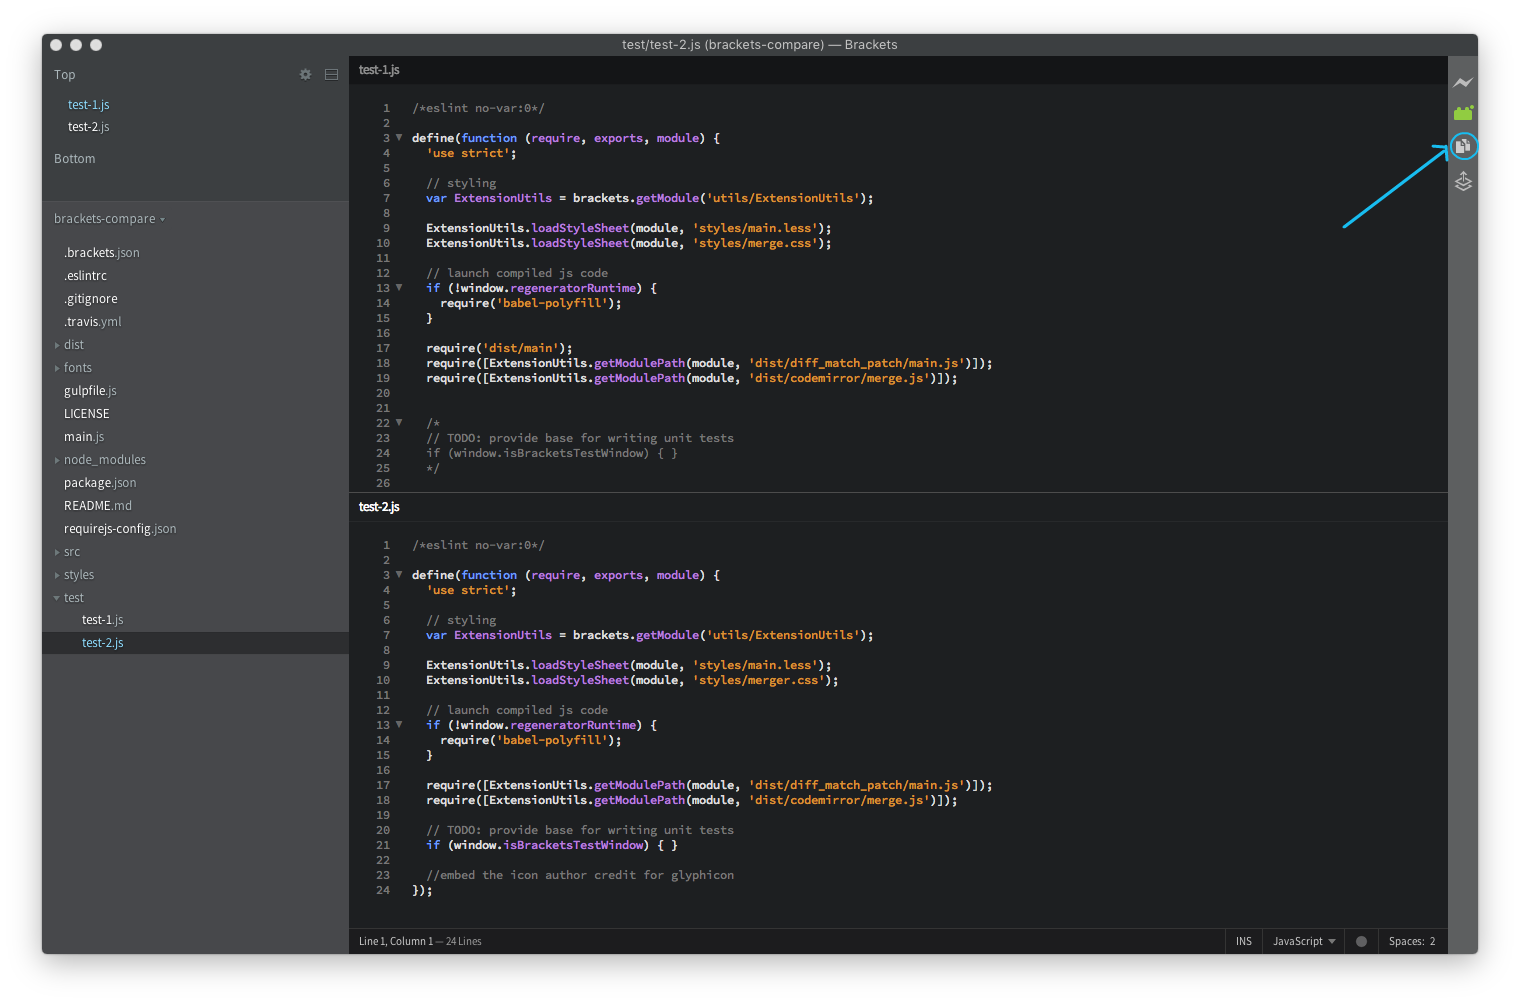 test/test-2.js (brackets-compare) — Brackets
Top
test-1.js
test-2.js
Bottom
brackets-compare
.brackets.json
.eslintrc
.gitignore
.travis.yml
dist
fonts
gulpfile.js
LICENSE
main.js
node_modules
package.json
README.md
requirejs-config.json
src
styles
test
test-1.js
test-2.js
test-1.js
1 /*eslint no-var:0*/
2
3 define(function (require, exports, module) {
4 'use strict';
5
6 // styling
7 var ExtensionUtils = brackets.getModule('utils/ExtensionUtils');
8
9 ExtensionUtils.loadStyleSheet(module, 'styles/main.less');
10 ExtensionUtils.loadStyleSheet(module, 'styles/merge.css');
11
12 // launch compiled js code
13 if (!window.regeneratorRuntime) {
14 require('babel-polyfill');
15 }
16
17 require('dist/main');
18 require([ExtensionUtils.getModulePath(module, 'dist/diff_match_patch/main.js')]);
19 require([ExtensionUtils.getModulePath(module, 'dist/codemirror/merge.js')]);
20
21
22 /*
23 // TODO: provide base for writing unit tests
24 if (window.isBracketsTestWindow) { }
25 */
26
test-2.js
1 /*eslint no-var:0*/
2
3 define(function (require, exports, module) {
4 'use strict';
5
6 // styling
7 var ExtensionUtils = brackets.getModule('utils/ExtensionUtils');
8
9 ExtensionUtils.loadStyleSheet(module, 'styles/main.less');
10 ExtensionUtils.loadStyleSheet(module, 'styles/merger.css');
11
12 // launch compiled js code
13 if (!window.regeneratorRuntime) {
14 require('babel-polyfill');
15 }
16
17 require([ExtensionUtils.getModulePath(module, 'dist/diff_match_patch/main.js')]);
18 require([ExtensionUtils.getModulePath(module, 'dist/codemirror/merge.js')]);
19
20 // TODO: provide base for writing unit tests
21 if (window.isBracketsTestWindow) { }
22
23 //embed the icon author credit for glyphicon
24 });
Line 1, Column 1 — 24 Lines
INS
JavaScript
Spaces: 2